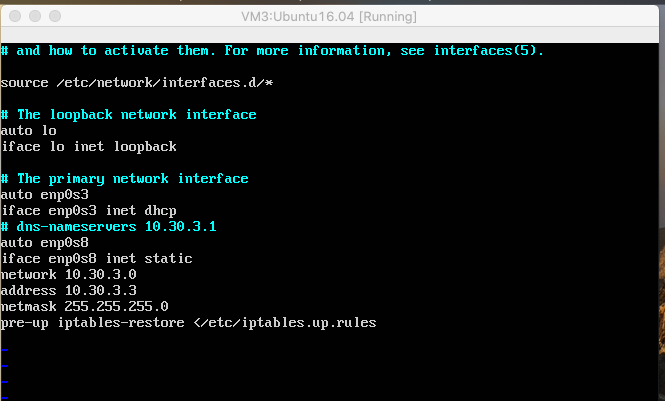 VM3:Ubuntu16.04 [Running]
# and how to activate them. For more information, see interfaces(5).
source /etc/network/interfaces.d/*
# The loopback network interface
auto lo
iface lo inet loopback
# The primary network interface
auto enp0s3
iface enp0s3 inet dhcp
# dns-nameservers 10.30.3.1
auto enp0s8
iface enp0s8 inet static
network 10.30.3.0
address 10.30.3.3
netmask 255.255.255.0
pre-up iptables-restore </etc/iptables.up.rules
~
~
~
~